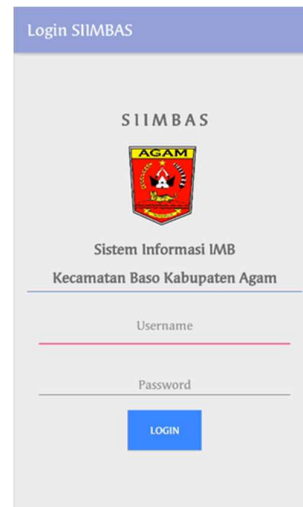 Login SIIMBAS
SIIMBAS
AGAM
Sistem Informasi IMB
Kecamatan Baso Kabupaten Agam
Username
Password
LOGIN